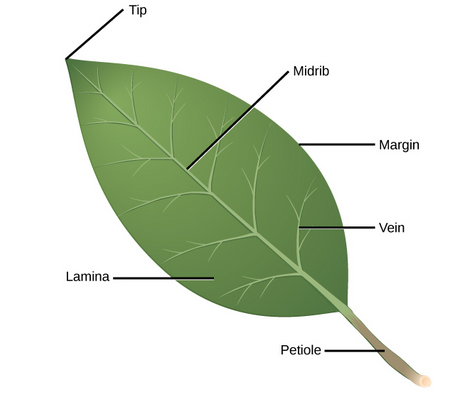 Tip
Midrib
Margin
Vein
Lamina
Petiole